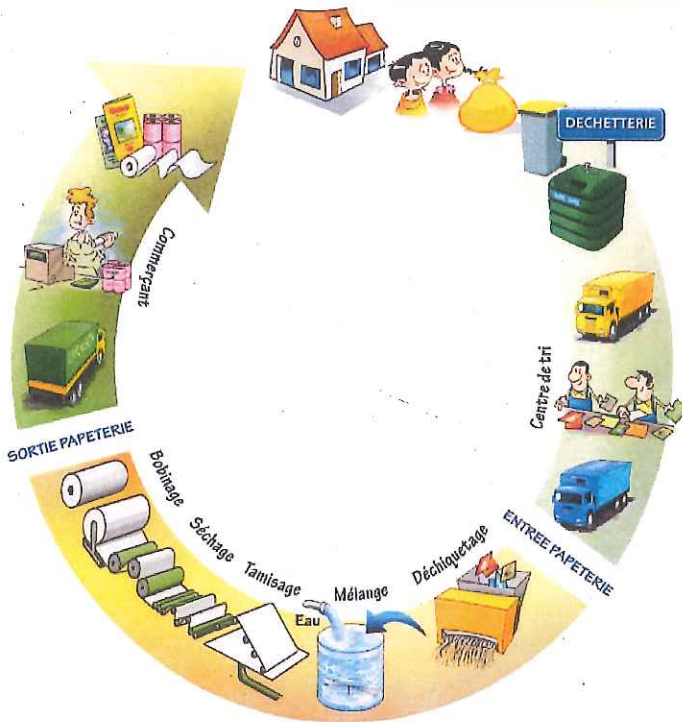 DECHETTERIE
Centre de tri
ENTREE PAPETERIE
Déchiquetage
Mélange
Eau
Tamisage
Séchage
Bobinage
SORTIE PAPETERIE
Commerçant